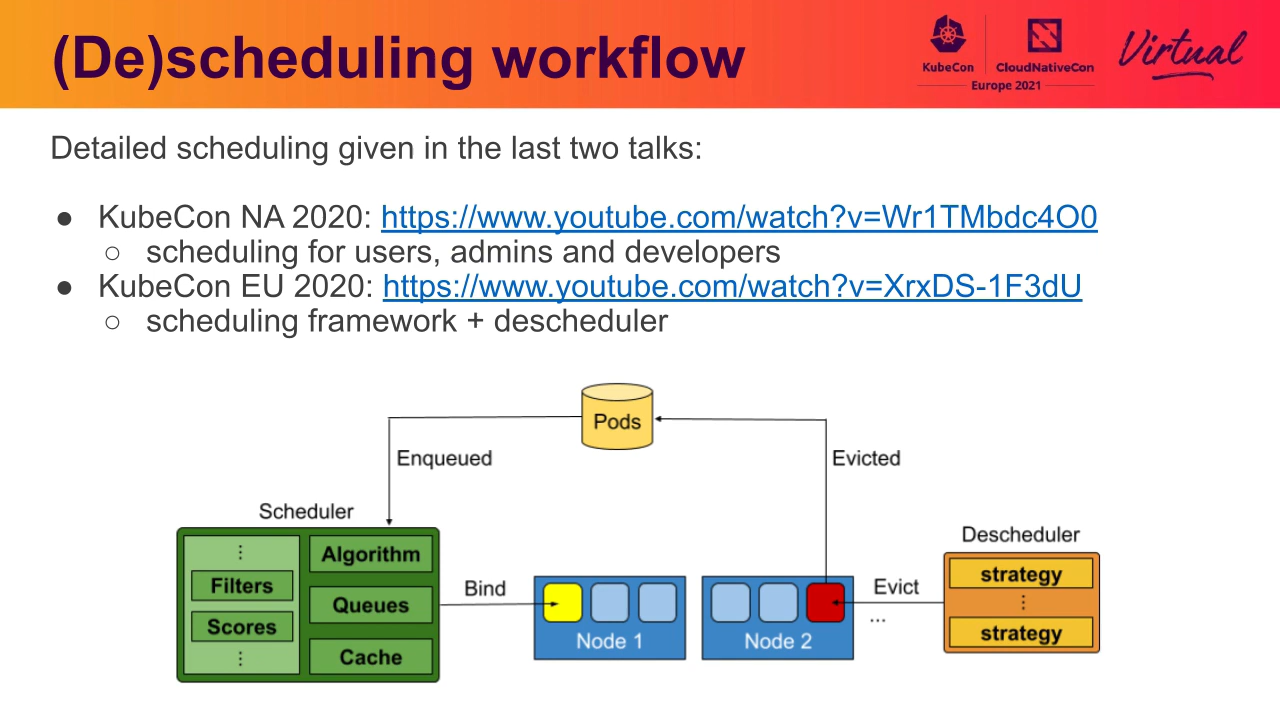 (De)scheduling workflow
KubeCon
CloudNativeCon
Europe 2021
Virtual
Detailed scheduling given in the last two talks:
● KubeCon NA 2020: https://www.youtube.com/watch?v=Wr1TMbdc4O0
○ scheduling for users, admins and developers
● KubeCon EU 2020: https://www.youtube.com/watch?v=XrxDS-1F3dU
○ scheduling framework + descheduler
Pods
Enqueued
Evicted
Scheduler
Descheduler
⋮
Filters
Scores
⋮
Algorithm
Queues
Cache
Bind
Node 1
Node 2
Evict
...
strategy
⋮
strategy